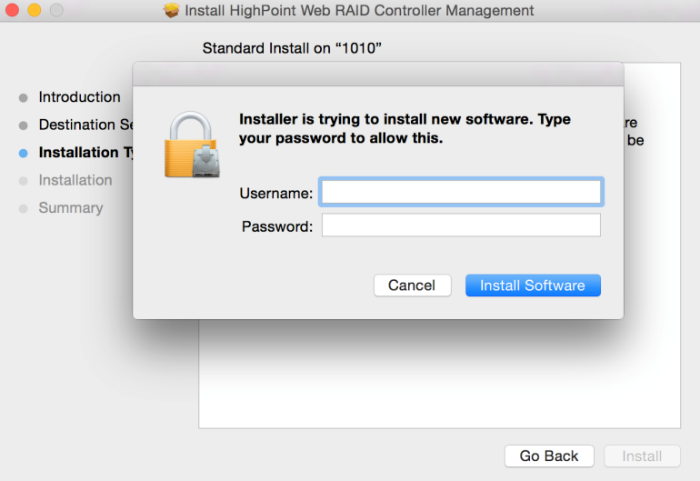 Install HighPoint Web RAID Controller Management
Standard Install on “1010”
Introduction
Destination Se
Installation Ty
Installation
Summary
re
be
Installer is trying to install new software. Type
your password to allow this.
Username:
Password:
Cancel
Install Software
Go Back
Install